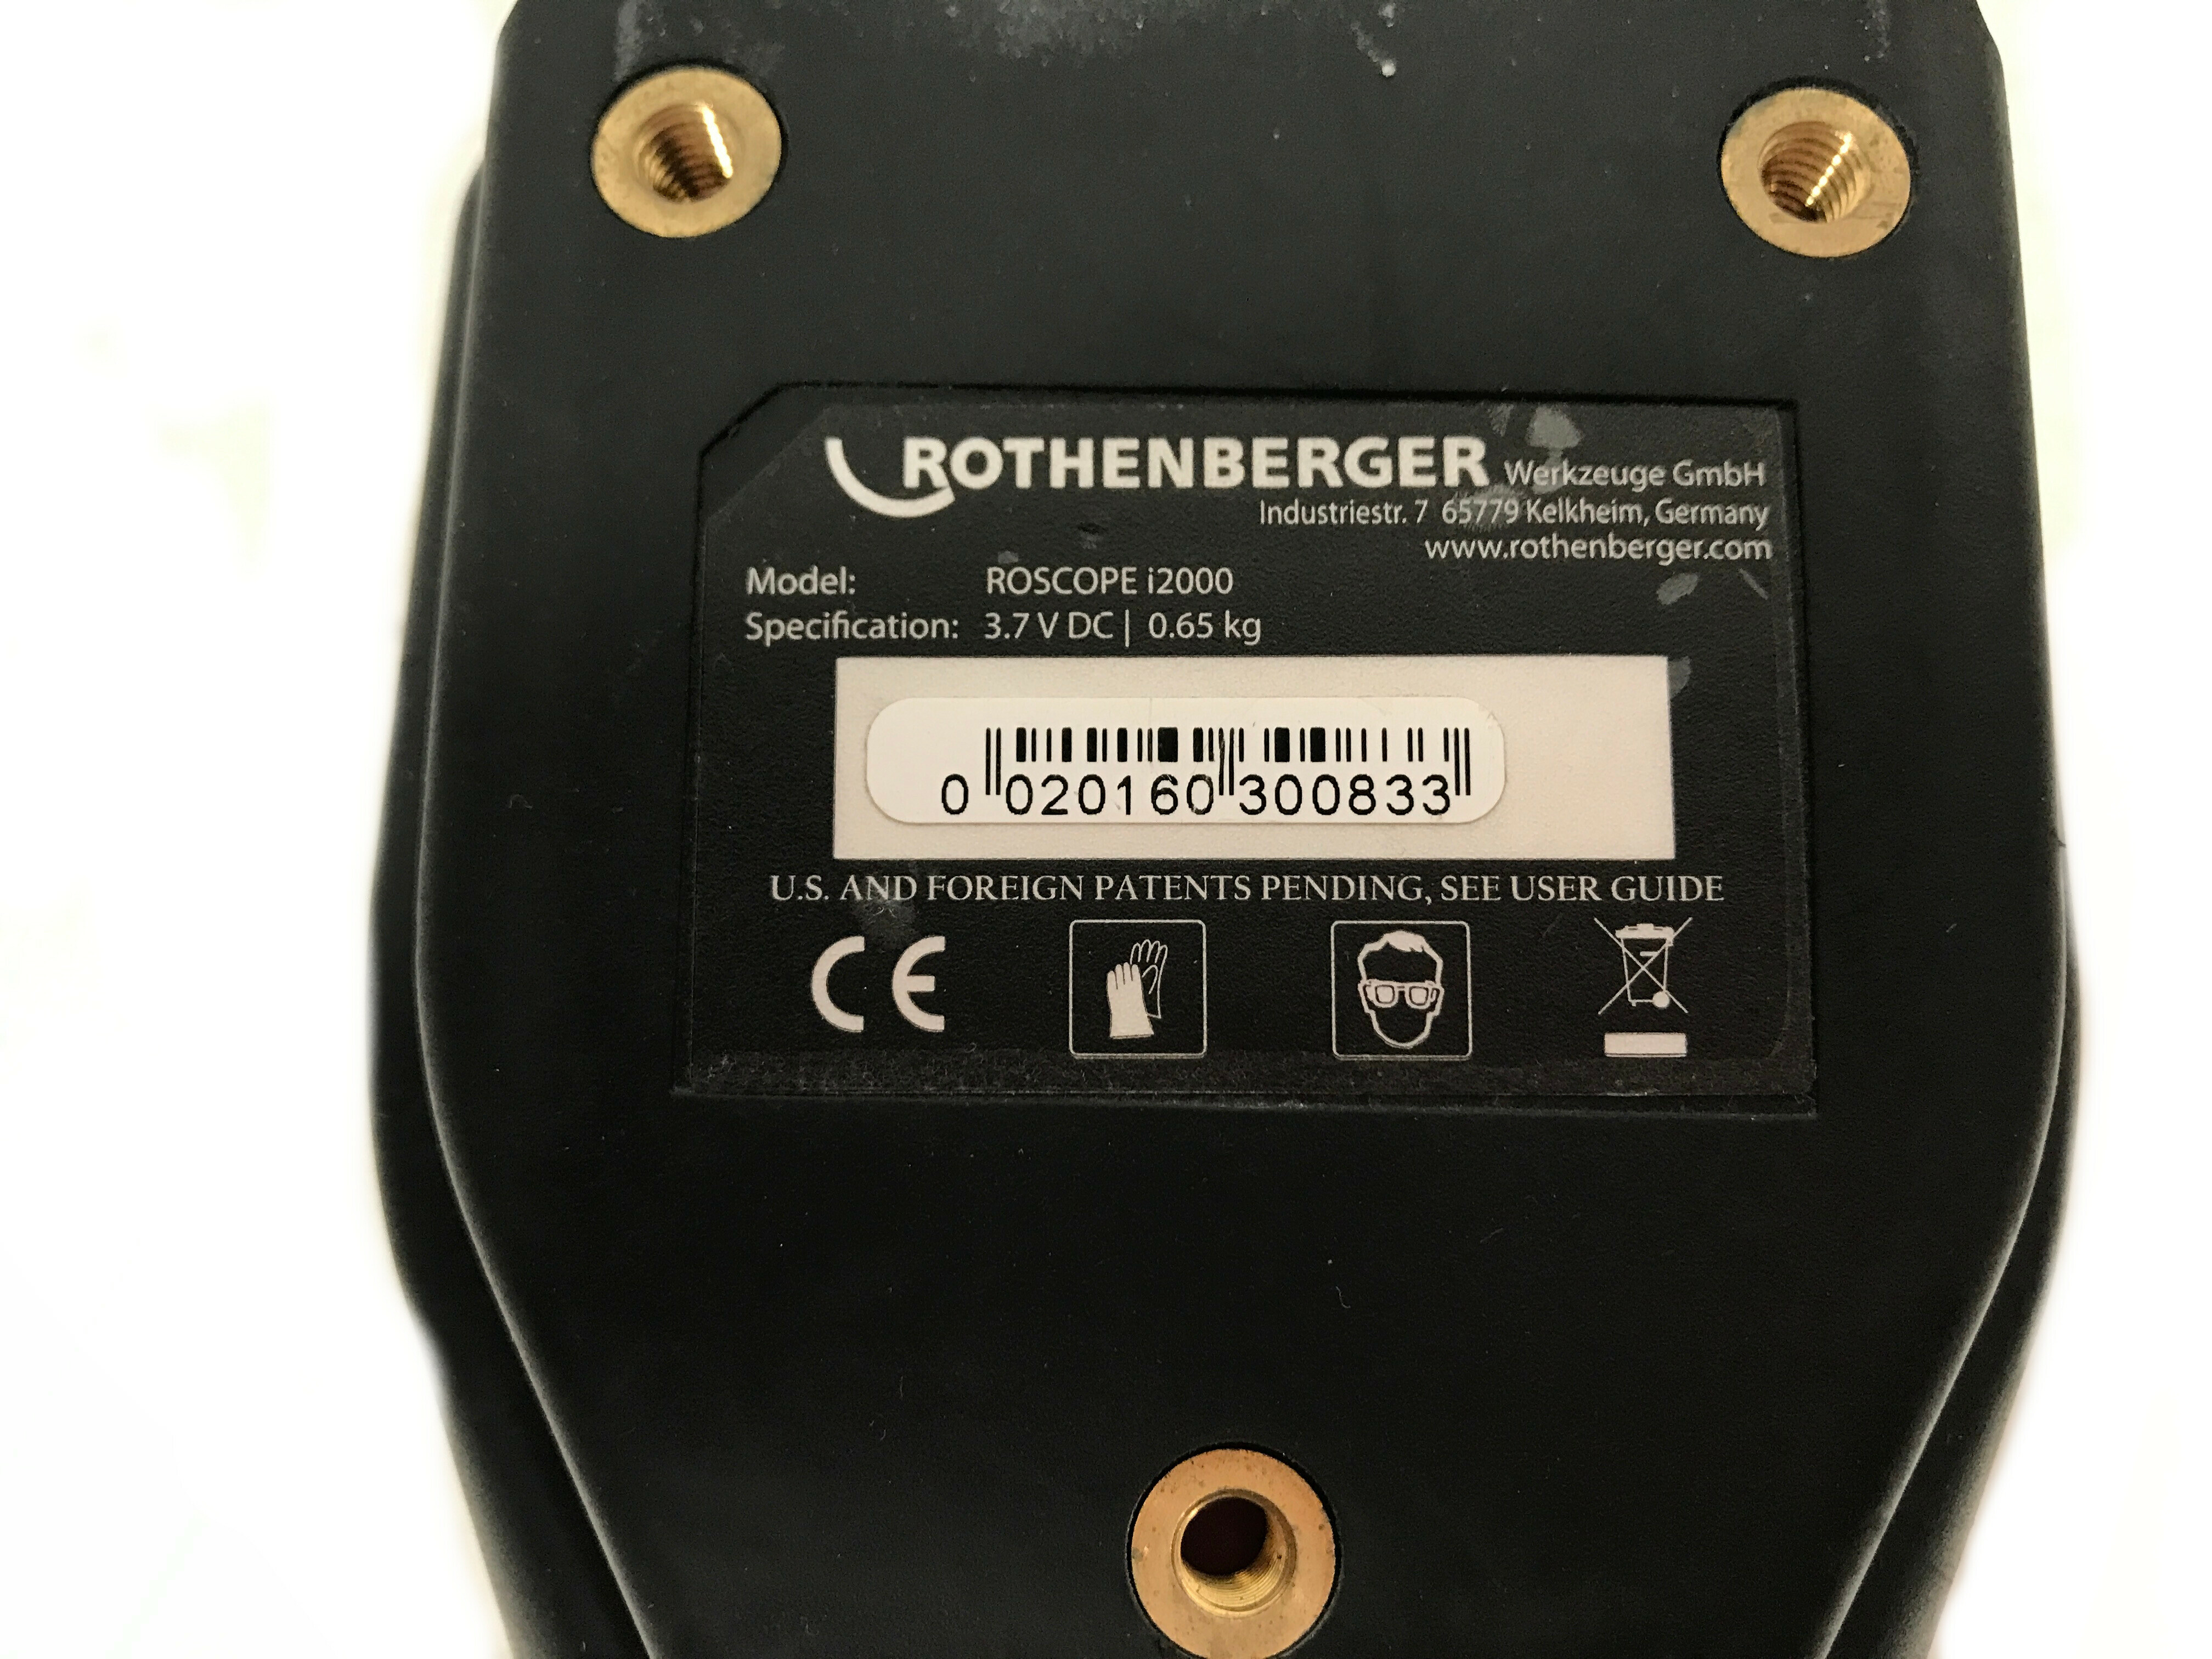 ROTHENBERGER Werkzeuge GmbH
Industriestr. 7 65779 Kelkheim, Germany
www.rothenberger.com
Model: ROSCOPE i2000
Specification: 3.7 V DC | 0.65 kg
0 020160 300833
U.S. AND FOREIGN PATENTS PENDING, SEE USER GUIDE
CE